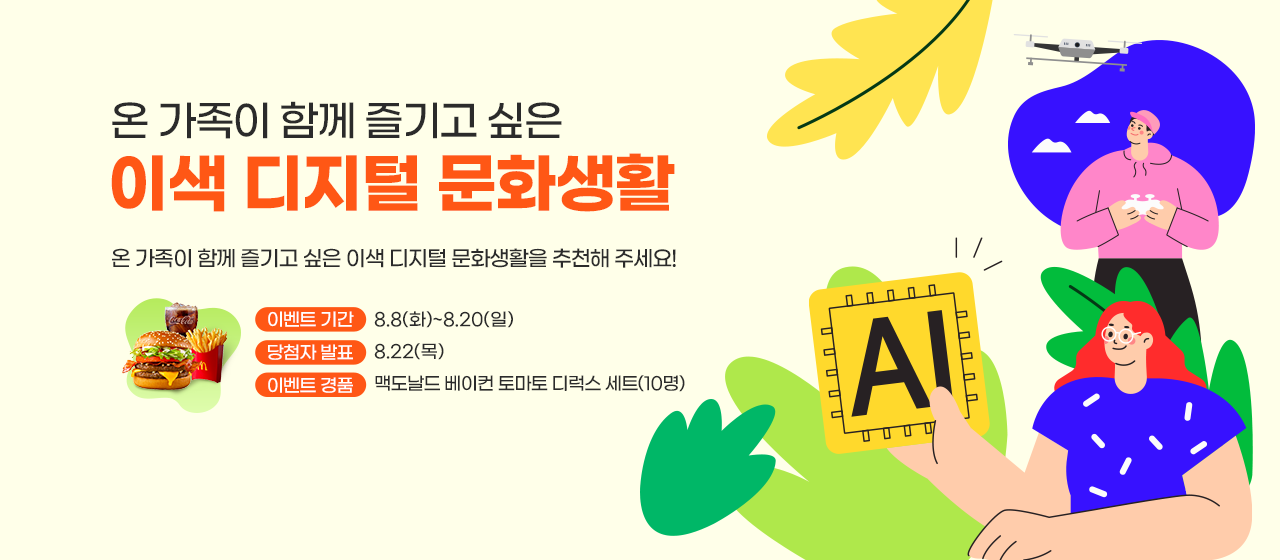 온 가족이 함께 즐기고 싶은
이색 디지털 문화생활
온 가족이 함께 즐기고 싶은 이색 디지털 문화생활을 추천해 주세요!
이벤트 기간 8.8(화)~8.20(일)
당첨자 발표 8.22(목)
이벤트 경품 맥도날드 베이컨 토마토 디럭스 세트(10명)
Coca-Cola
AI